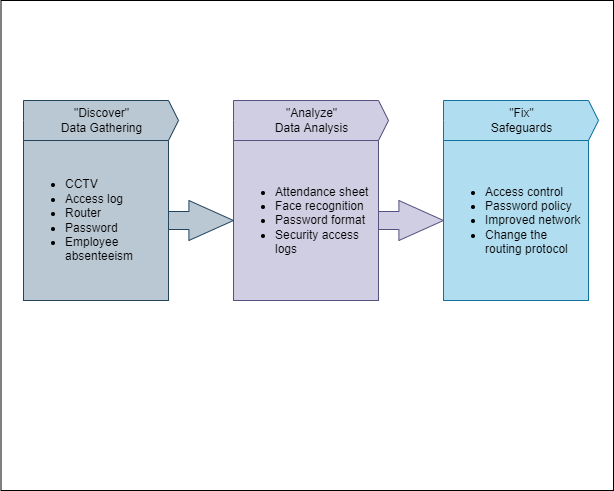 "Discover"
Data Gathering
• CCTV
• Access log
• Router
• Password
• Employee
absenteeism
"Analyze"
Data Analysis
• Attendance sheet
• Face recognition
• Password format
• Security access
logs
"Fix"
Safeguards
• Access control
• Password policy
• Improved network
• Change the
routing protocol